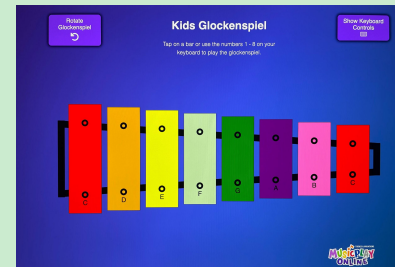 Rotate
Glockenspiel
Kids Glockenspiel
Show Keyboard
Controls
Tap on a bar or use the numbers 1 - 8 on your
keyboard to play the glockenspiel.
C
D
E
F
G
A
B
C
MUSICPLAY
ONLINE